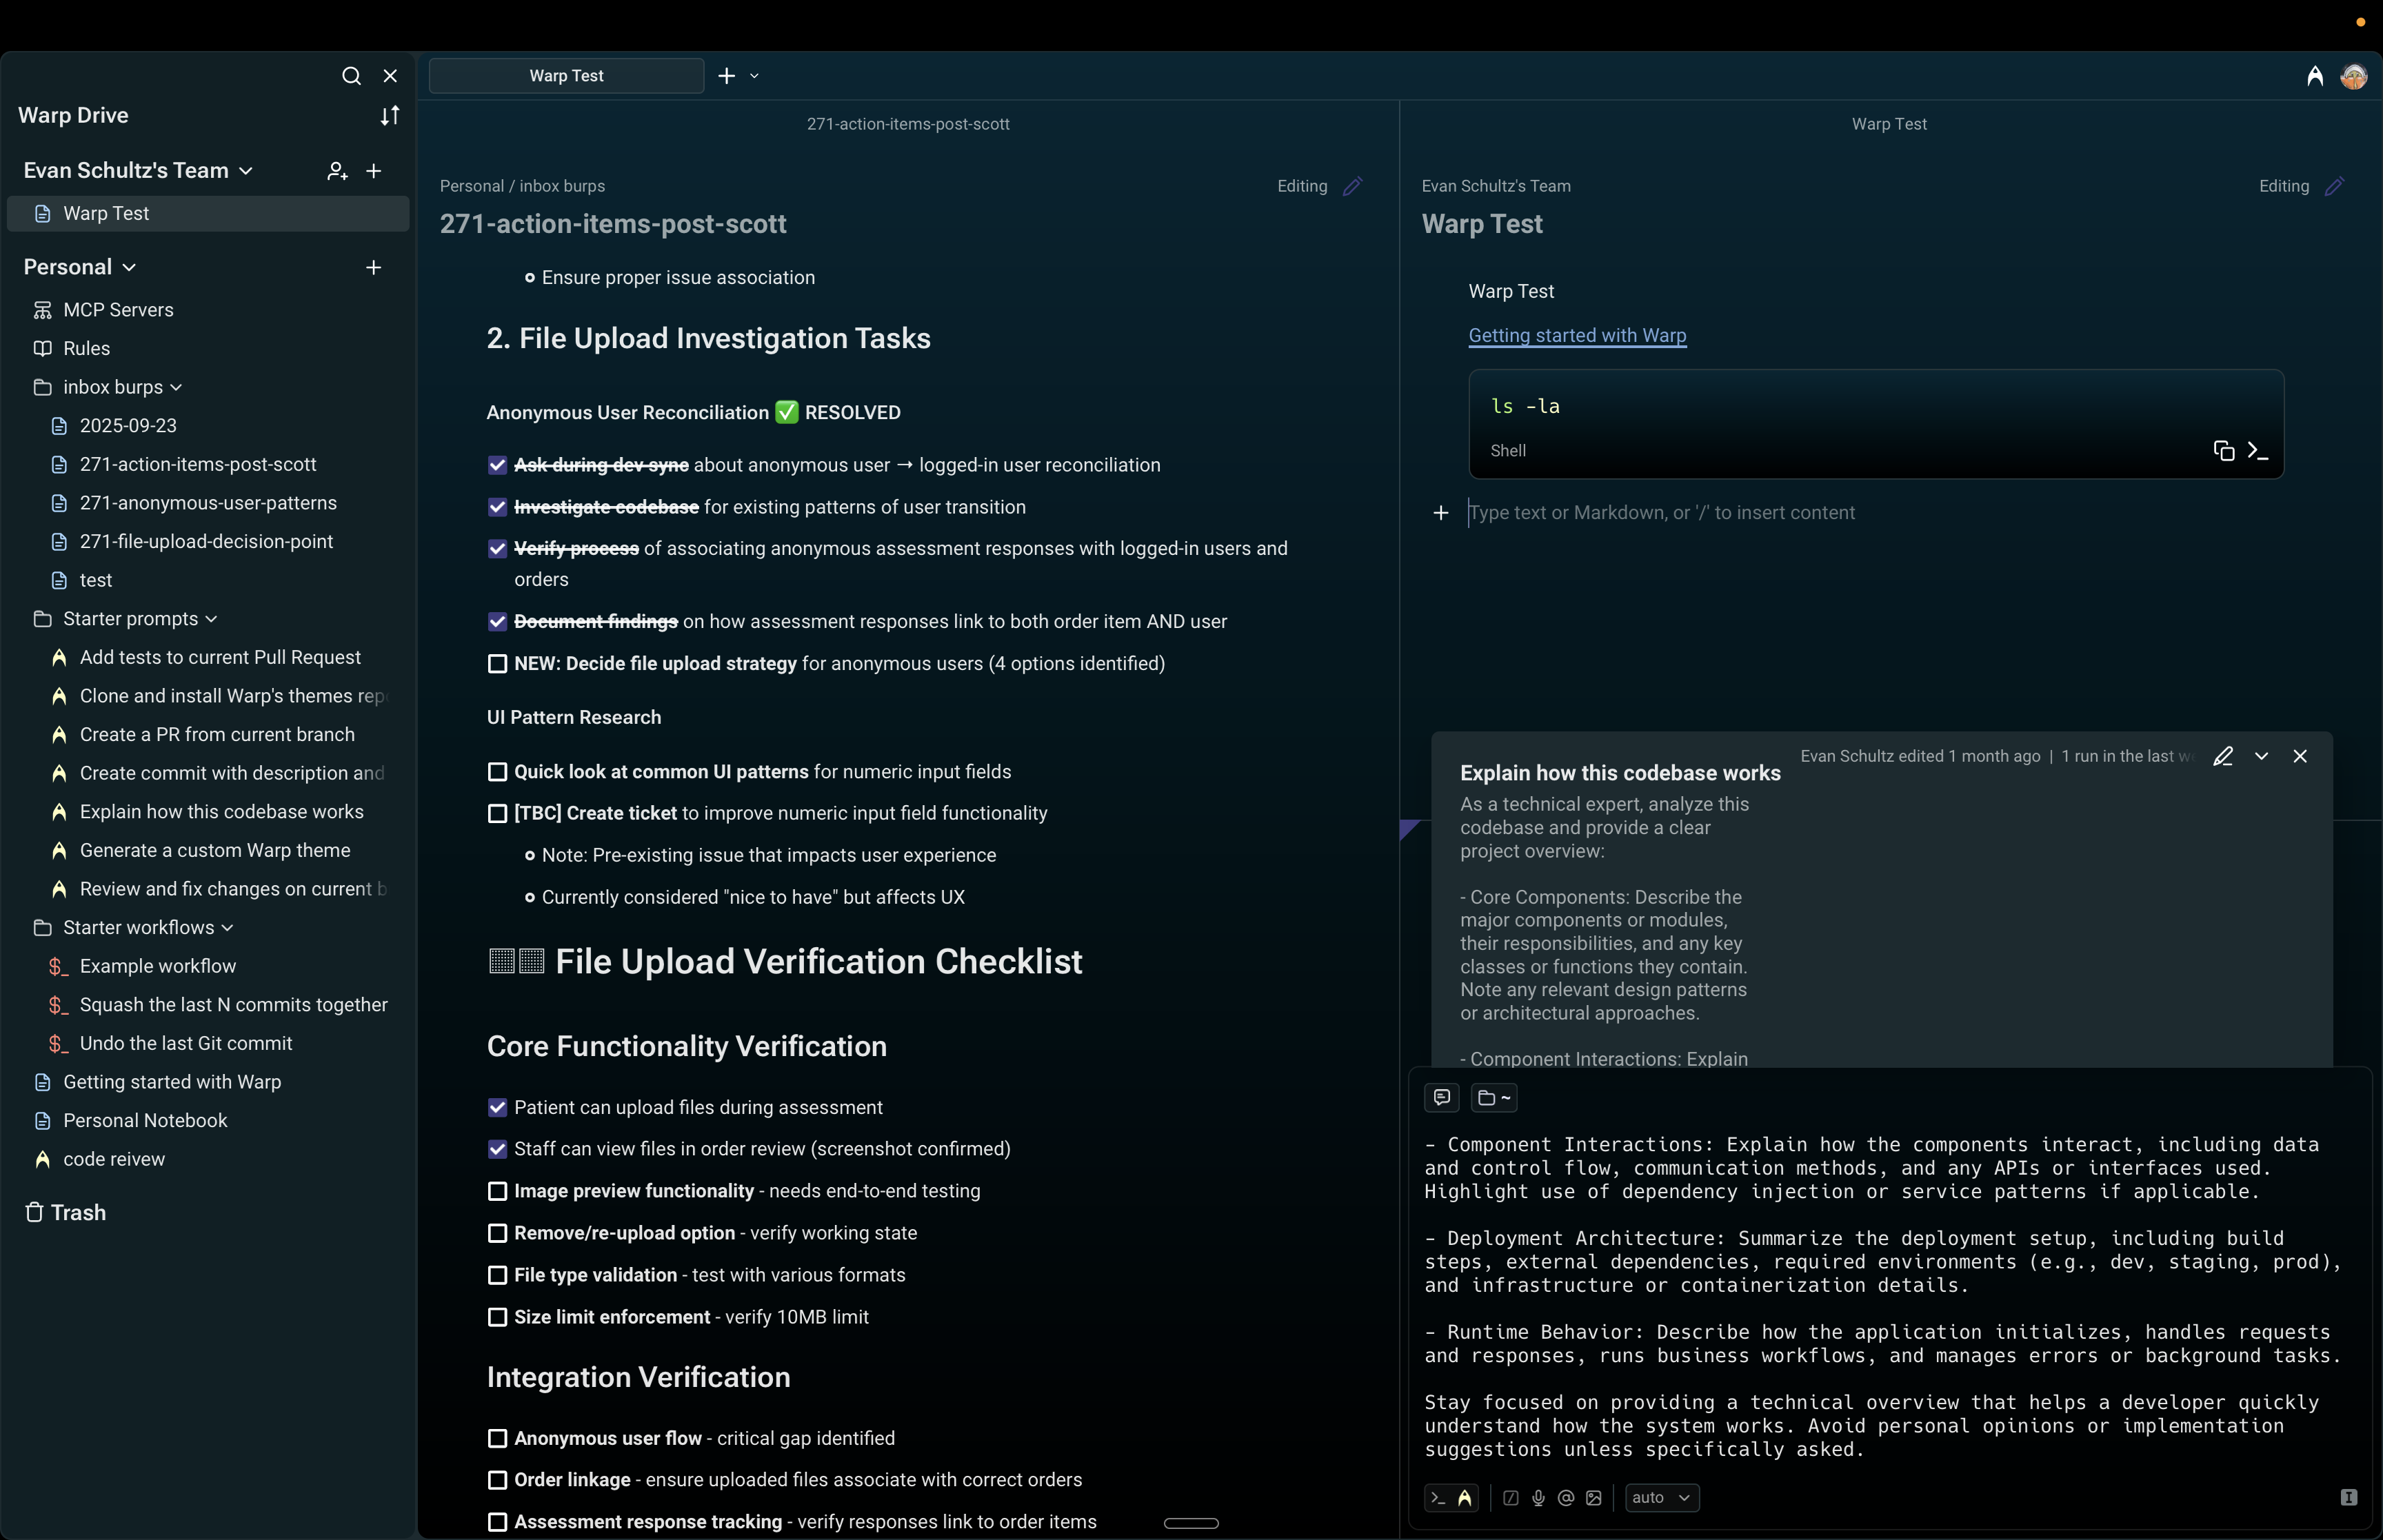 Warp Drive
Evan Schultz's Team
Warp Test
Personal
MCP Servers
Rules
inbox burps
2025-09-23
271-action-items-post-scott
271-anonymous-user-patterns
271-file-upload-decision-point
test
Starter prompts
Add tests to current Pull Request
Clone and install Warp's themes rep
Create a PR from current branch
Create commit with description and
Explain how this codebase works
Generate a custom Warp theme
Review and fix changes on current b
Starter workflows
$_ Example workflow
$_ Squash the last N commits together
$_ Undo the last Git commit
Getting started with Warp
Personal Notebook
code reivew
Trash
Warp Test
271-action-items-post-scott
Personal / inbox burps
Editing
271-action-items-post-scott
Ensure proper issue association
2. File Upload Investigation Tasks
Anonymous User Reconciliation ✅ RESOLVED
Ask during dev sync about anonymous user → logged-in user reconciliation
Investigate codebase for existing patterns of user transition
Verify process of associating anonymous assessment responses with logged-in users and
orders
Document findings on how assessment responses link to both order item AND user
NEW: Decide file upload strategy for anonymous users (4 options identified)
UI Pattern Research
Quick look at common UI patterns for numeric input fields
[TBC] Create ticket to improve numeric input field functionality
Note: Pre-existing issue that impacts user experience
Currently considered "nice to have" but affects UX
File Upload Verification Checklist
Core Functionality Verification
Patient can upload files during assessment
Staff can view files in order review (screenshot confirmed)
Image preview functionality - needs end-to-end testing
Remove/re-upload option - verify working state
File type validation - test with various formats
Size limit enforcement - verify 10MB limit
Integration Verification
Anonymous user flow - critical gap identified
Order linkage - ensure uploaded files associate with correct orders
Assessment response tracking - verify responses link to order items
Warp Test
Evan Schultz's Team
Editing
Warp Test
Warp Test
Getting started with Warp
ls -la
Shell
Type text or Markdown, or '/' to insert content
Evan Schultz edited 1 month ago | 1 run in the last w
Explain how this codebase works
As a technical expert, analyze this
codebase and provide a clear
project overview:
- Core Components: Describe the
major components or modules,
their responsibilities, and any key
classes or functions they contain.
Note any relevant design patterns
or architectural approaches.
- Component Interactions: Explain
~
- Component Interactions: Explain how the components interact, including data
and control flow, communication methods, and any APIs or interfaces used.
Highlight use of dependency injection or service patterns if applicable.
- Deployment Architecture: Summarize the deployment setup, including build
steps, external dependencies, required environments (e.g., dev, staging, prod),
and infrastructure or containerization details.
- Runtime Behavior: Describe how the application initializes, handles requests
and responses, runs business workflows, and manages errors or background tasks.
Stay focused on providing a technical overview that helps a developer quickly
understand how the system works. Avoid personal opinions or implementation
suggestions unless specifically asked.
auto